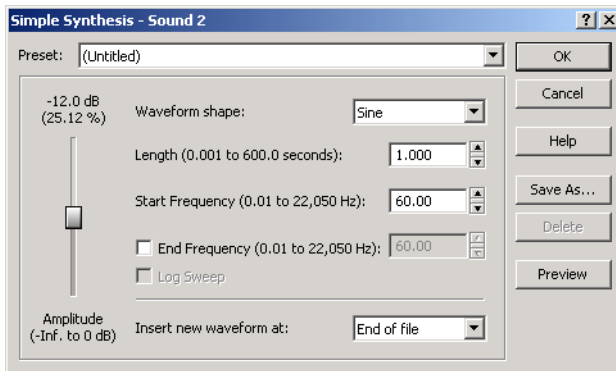 Simple Synthesis - Sound 2
Preset: (Untitled)
OK
Cancel
Help
Save As...
Delete
Preview
-12.0 dB
(25.12 %)
Waveform shape: Sine
Length (0.001 to 600.0 seconds): 1.000
Start Frequency (0.01 to 22,050 Hz): 60.00
End Frequency (0.01 to 22,050 Hz): 60.00
Log Sweep
Amplitude
(-Inf. to 0 dB)
Insert new waveform at: End of file